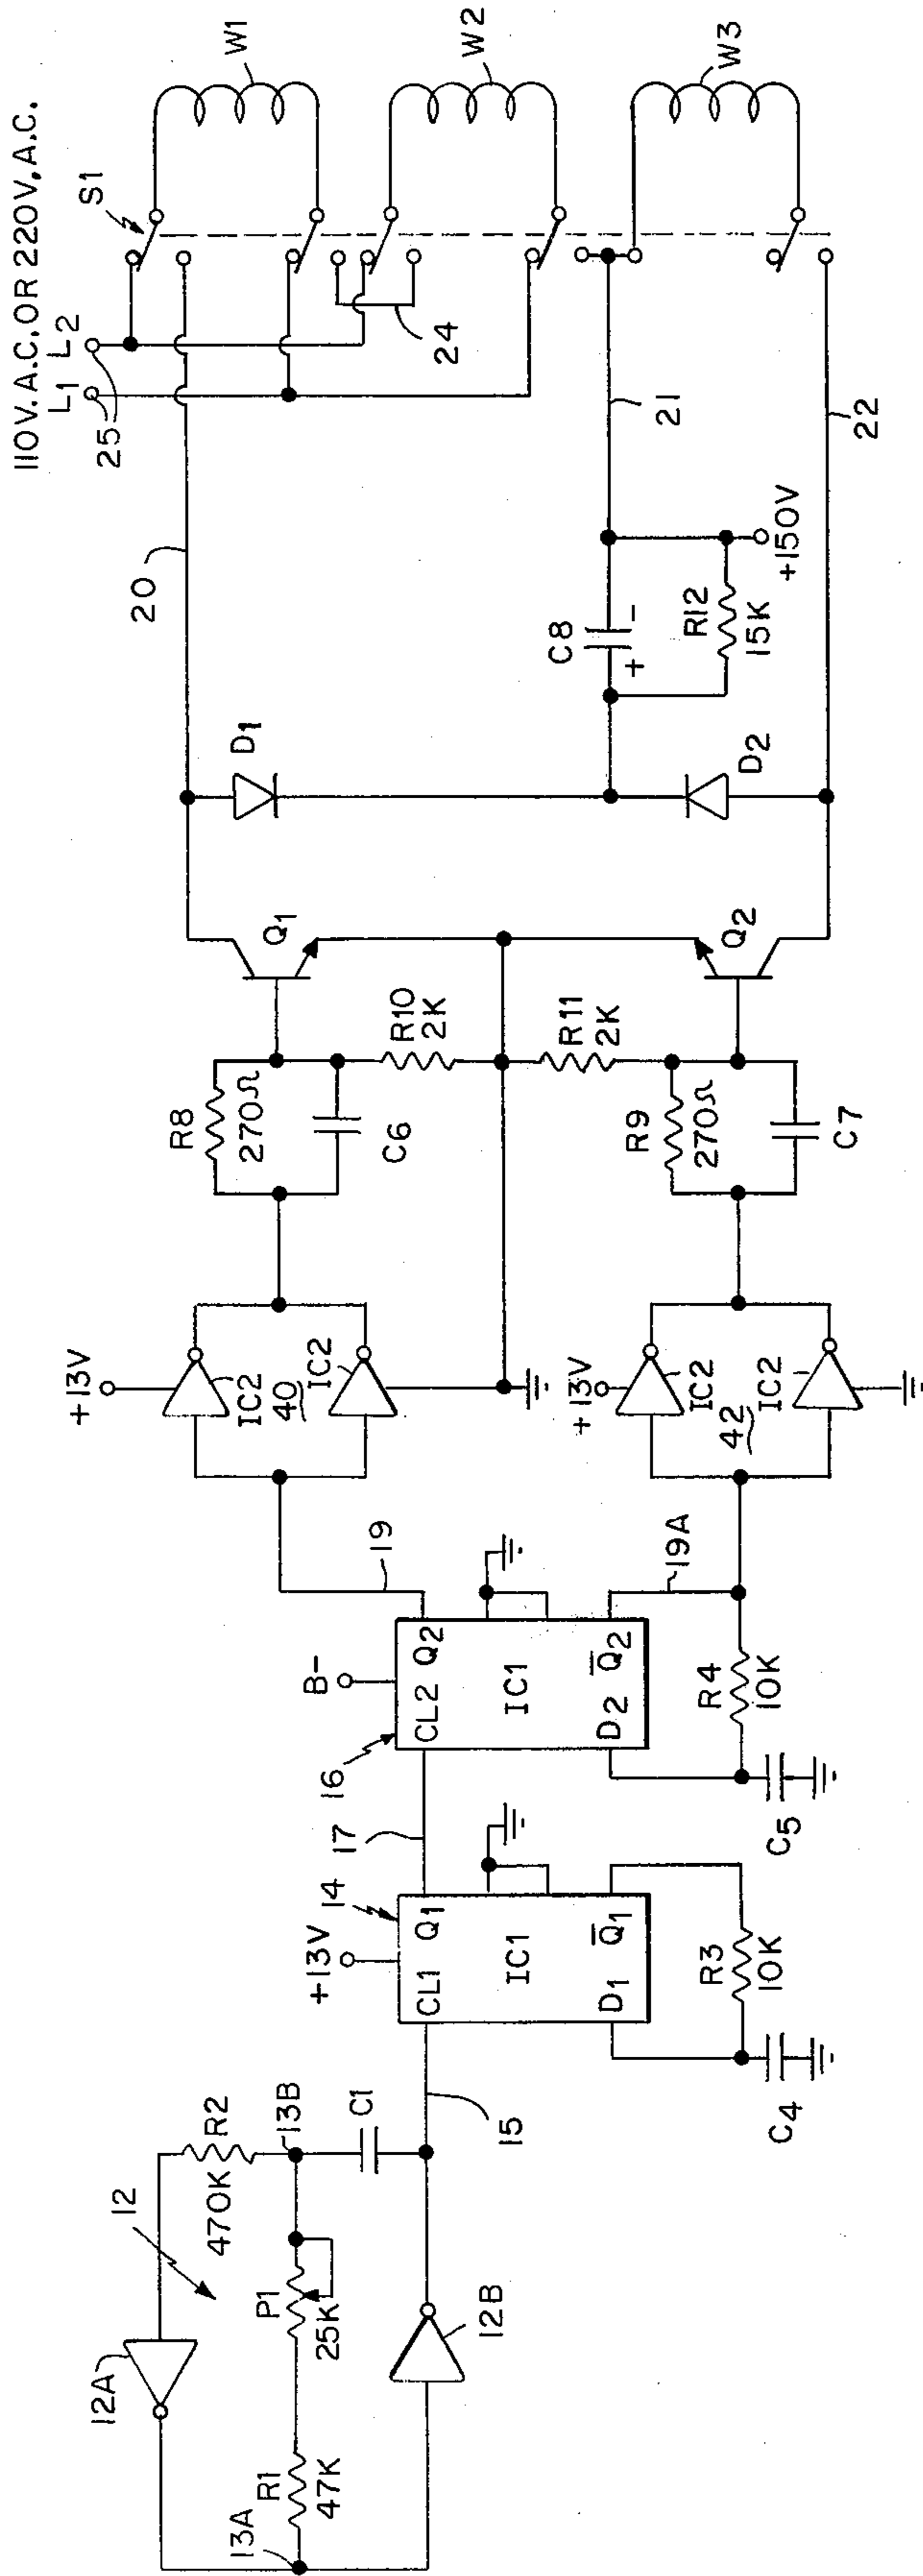 110V.A.C. OR 220V, A.C.
L1
L2
25
S1
W1
W2
W3
24
20
21
22
D1
D2
C8
+
-
R12
15K
+150V
Q1
Q2
R8
270Ω
C6
R10
2K
R11
2K
R9
270Ω
C7
+13V
IC2
40
IC2
+13V
IC2
42
IC2
19
19A
B-
16
CL2
Q2
IC1
D2
Q̅2
R4
10K
C5
17
14
+13V
CL1
Q1
IC1
D1
Q̅1
R3
10K
C4
15
12
12A
R2
470K
13B
C1
P1
25K
R1
47K
13A
12B